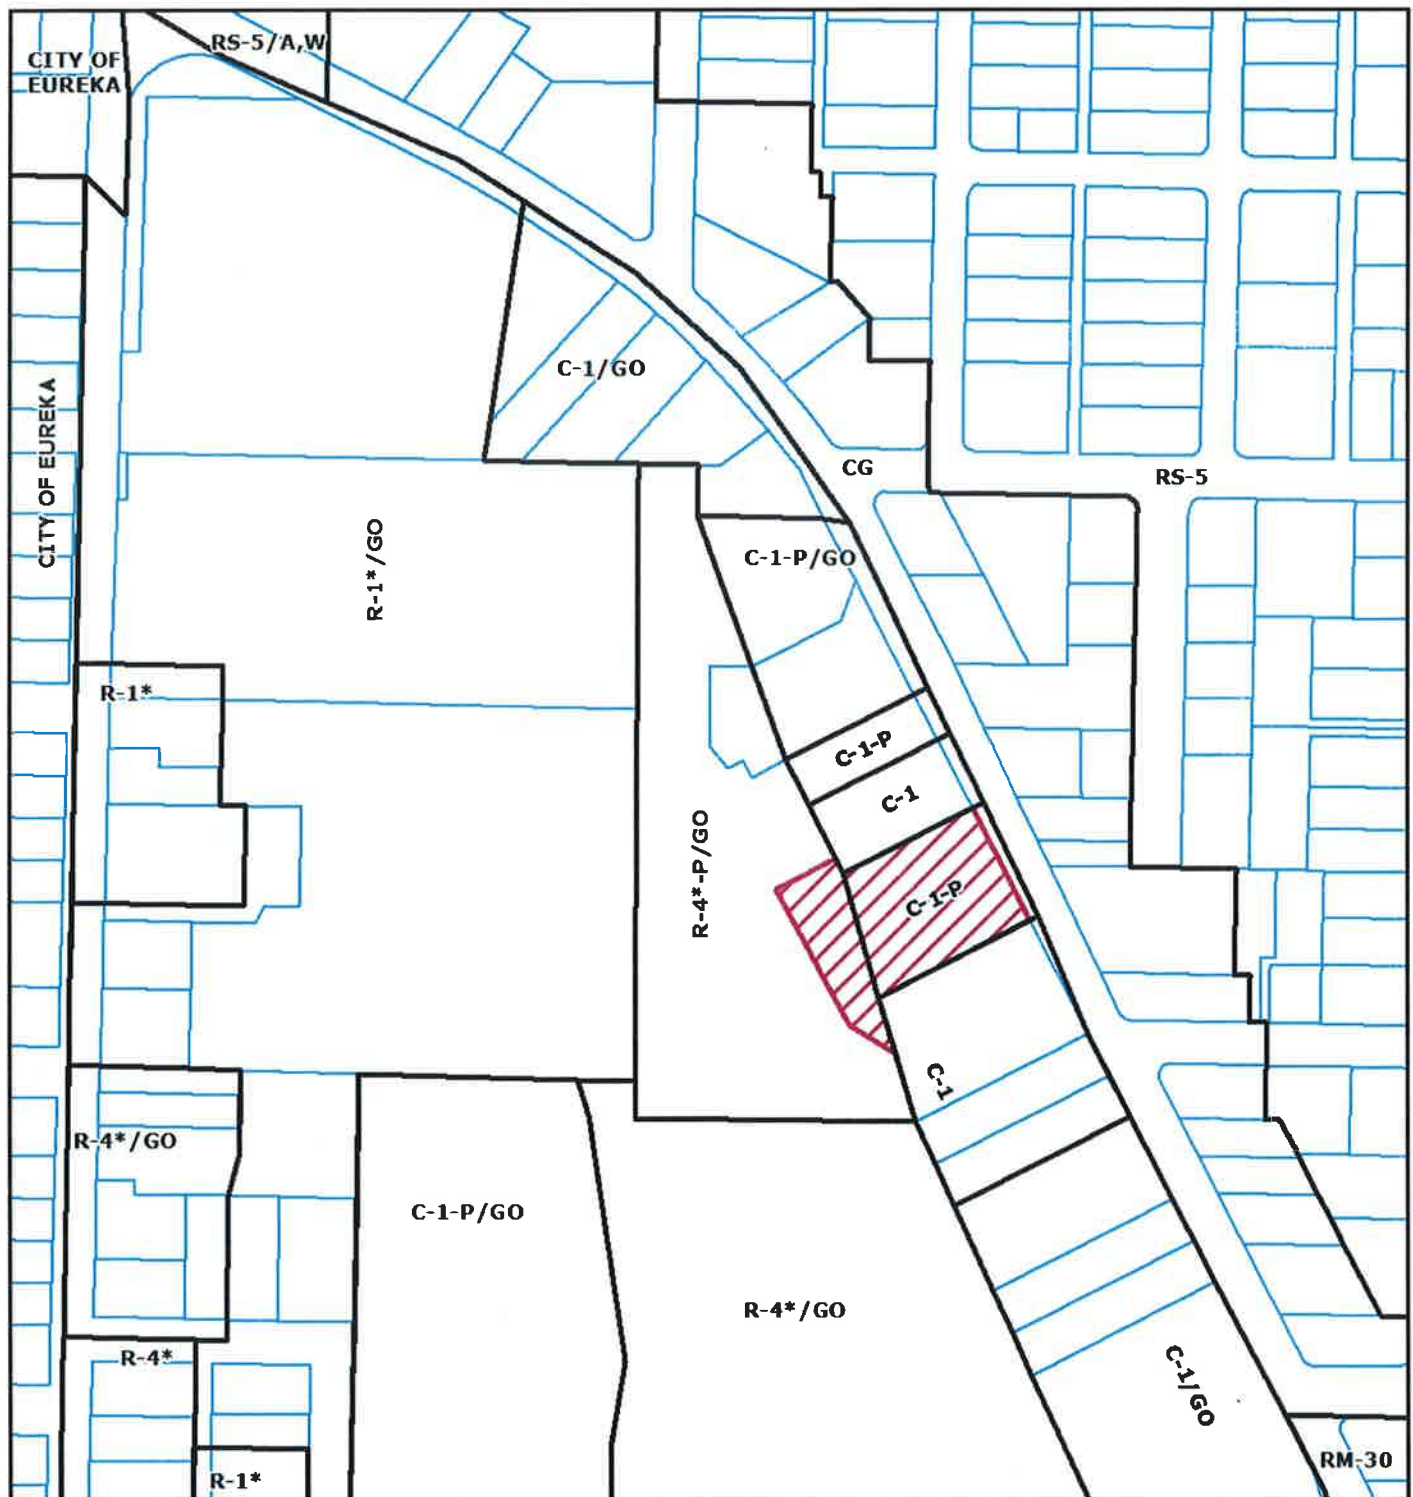 RS-5/A,W
CITY OF
EUREKA
C-1/GO
CITY OF EUREKA
CG
RS-5
R-1*/GO
C-1-P/GO
R-1*
C-1-P
C-1
R-4*-P/GO
C-1-P
C-1
R-4*/GO
C-1-P/GO
R-4*/GO
R-4*
C-1/GO
RM-30
R-1*